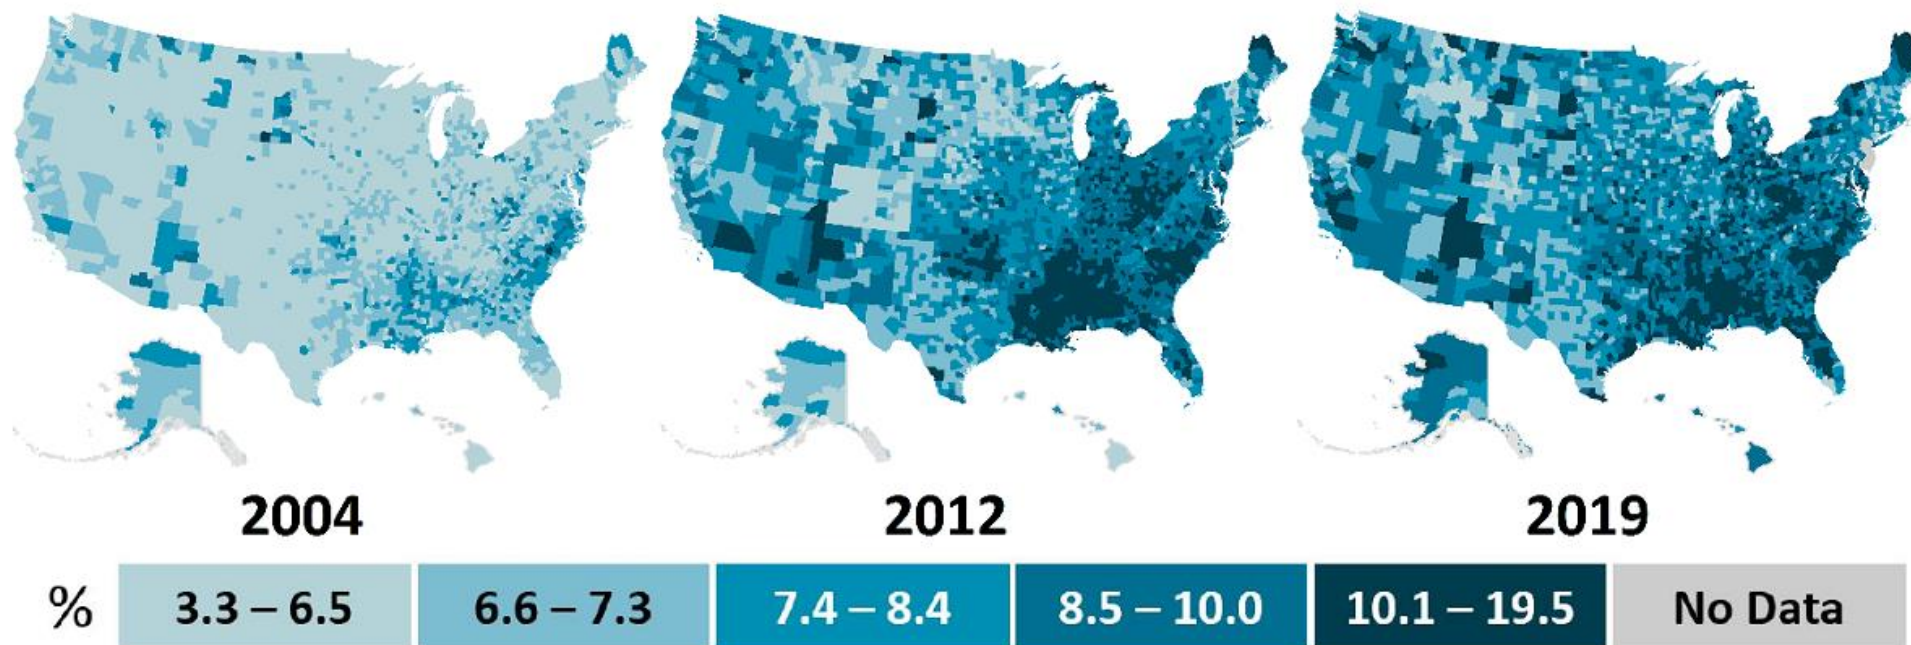 2004 2012 2019
% 3.3 – 6.5 6.6 – 7.3 7.4 – 8.4 8.5 – 10.0 10.1 – 19.5 No Data